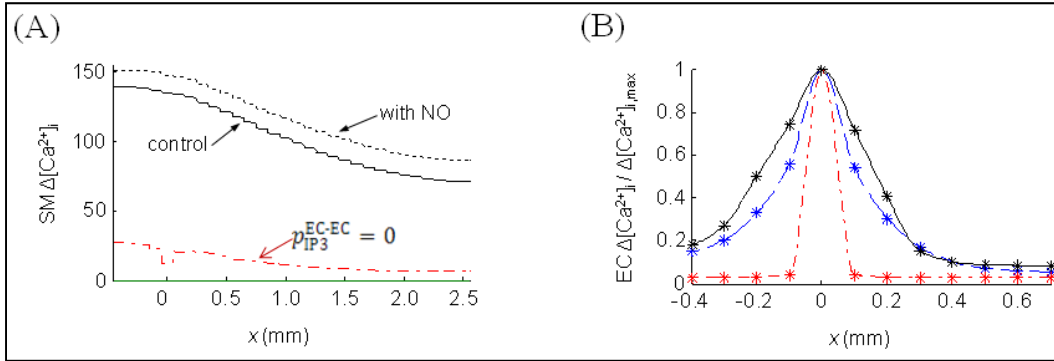 (A)
SM Δ[Ca²⁺]ᵢ
150
100
50
0
with NO
control
p_IP3^EC-EC = 0
0 0.5 1.0 1.5 2.0 2.5
x (mm)
(B)
EC Δ[Ca²⁺]ᵢ / Δ[Ca²⁺]ᵢ,max
1
0.8
0.6
0.4
0.2
0
-0.4 -0.2 0 0.2 0.4 0.6
x (mm)